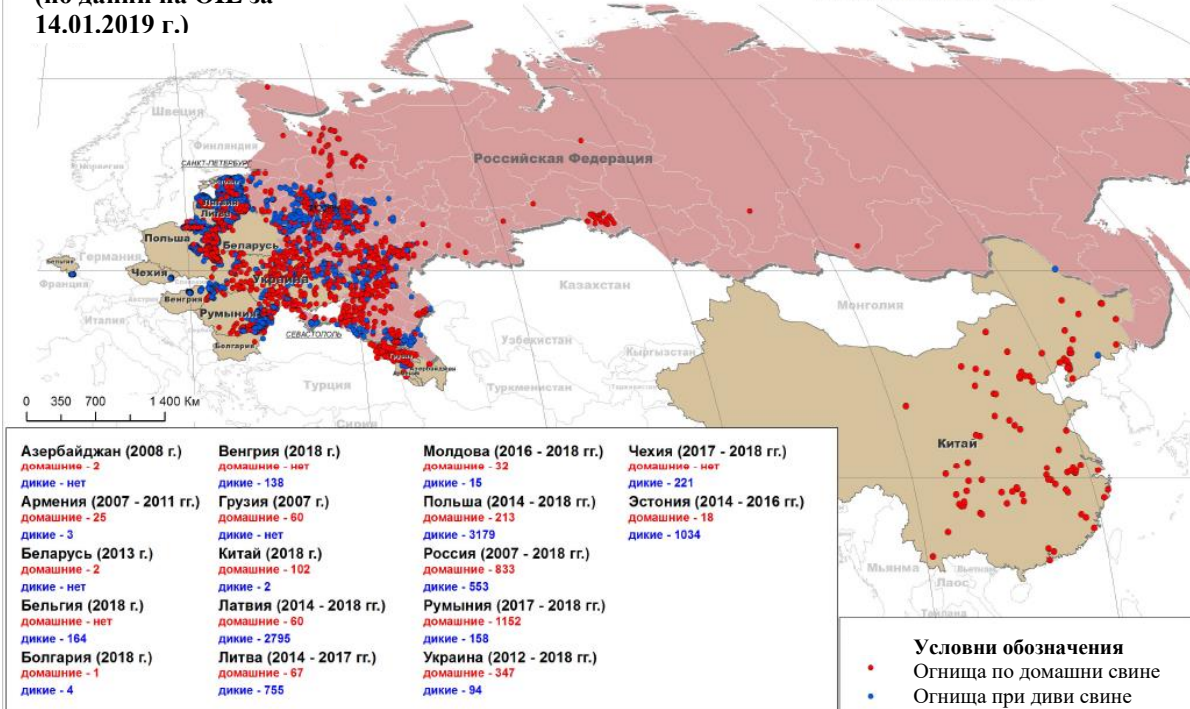 14.01.2019 г.)
Швеция
Финляндия
САНКТ-ПЕТЕРБУРГ
Российская Федерация
Латвия
Литва
Польша
Беларусь
Германия
Чехия
Украина
Франция
Венгрия
Казахстан
Монголия
Румыния
Италия
СЕВАСТОПОЛЬ
Болгария
Узбекистан
Кыргызстан
Азербайджан
Турция
Туркменистан
0 350 700 1 400 Км
Китай
Мьянма
Лаос
Таиланд
Азербайджан (2008 г.)
домашние - 2
дикие - нет
Армения (2007 - 2011 гг.)
домашние - 25
дикие - 3
Беларусь (2013 г.)
домашние - 2
дикие - нет
Бельгия (2018 г.)
домашние - нет
дикие - 164
Болгария (2018 г.)
домашние - 1
дикие - 4
Венгрия (2018 г.)
домашние - нет
дикие - 138
Грузия (2007 г.)
домашние - 60
дикие - нет
Китай (2018 г.)
домашние - 102
дикие - 2
Латвия (2014 - 2018 гг.)
домашние - 60
дикие - 2795
Литва (2014 - 2017 гг.)
домашние - 67
дикие - 755
Молдова (2016 - 2018 гг.)
домашние - 32
дикие - 15
Польша (2014 - 2018 гг.)
домашние - 213
дикие - 3179
Россия (2007 - 2018 гг.)
домашние - 833
дикие - 553
Румыния (2017 - 2018 гг.)
домашние - 1152
дикие - 158
Украина (2012 - 2018 гг.)
домашние - 347
дикие - 94
Чехия (2017 - 2018 гг.)
домашние - нет
дикие - 221
Эстония (2014 - 2016 гг.)
домашние - 18
дикие - 1034
Условни обозначения
Огнища по домашни свине
Огнища при диви свине